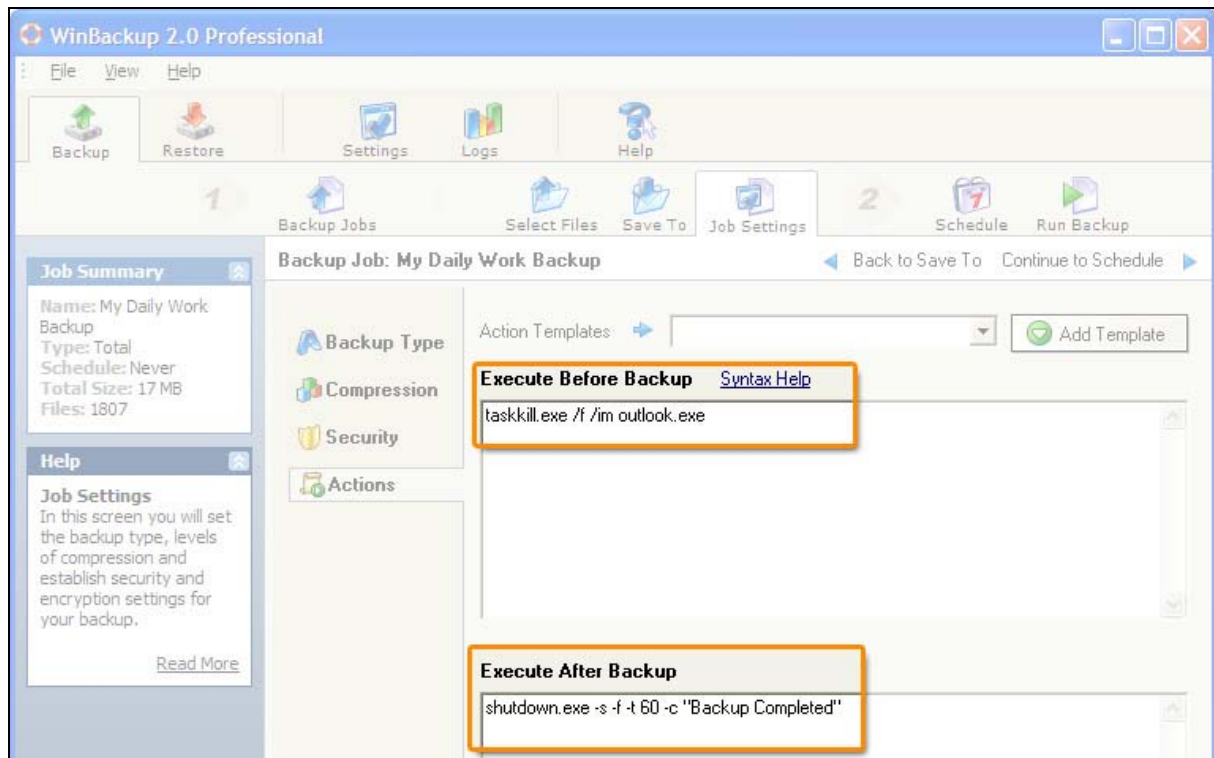 WinBackup 2.0 Professional
File View Help
Backup Restore Settings Logs Help
1 Backup Jobs Select Files Save To Job Settings 2 Schedule Run Backup
Job Summary
Name: My Daily Work
Backup
Type: Total
Schedule: Never
Total Size: 17 MB
Files: 1807
Help
Job Settings
In this screen you will set
the backup type, levels
of compression and
establish security and
encryption settings for
your backup.
Read More
Backup Job: My Daily Work Backup Back to Save To Continue to Schedule
Backup Type
Compression
Security
Actions
Action Templates Add Template
Execute Before Backup Syntax Help
taskkill.exe /f /im outlook.exe
Execute After Backup
shutdown.exe -s -f -t 60 -c "Backup Completed"